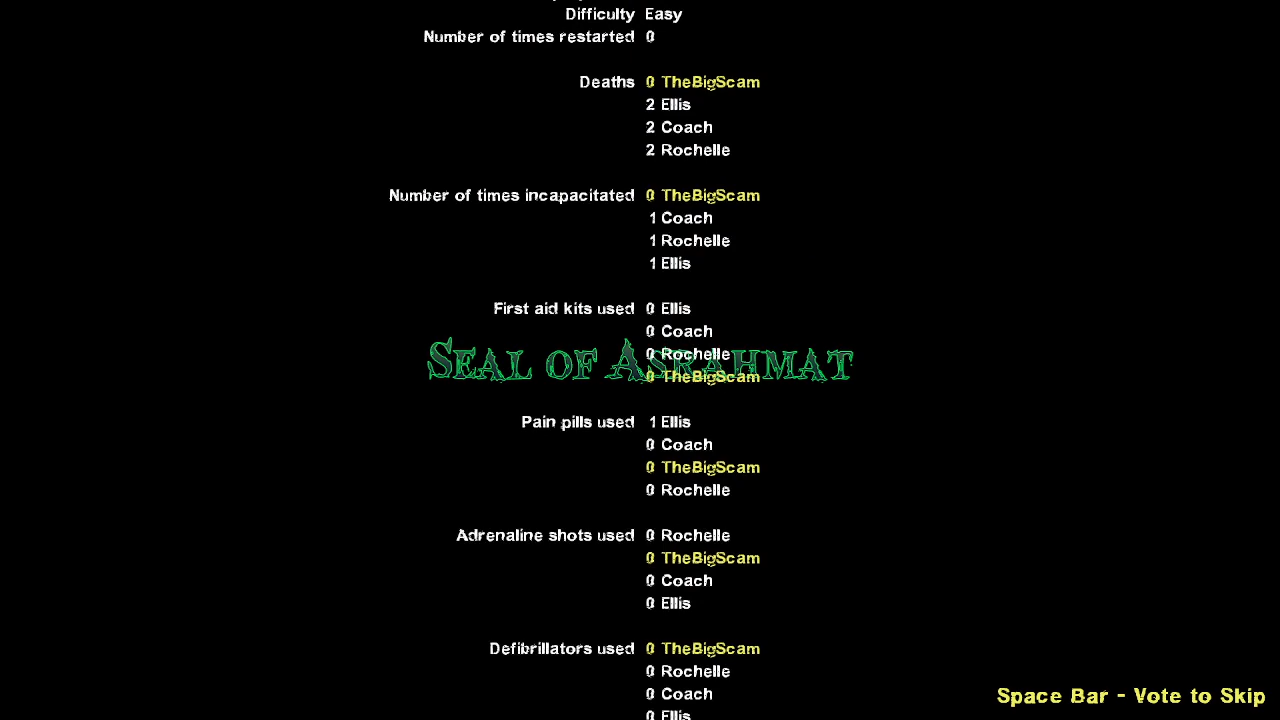 Difficulty Easy
Number of times restarted 0
Deaths 0 TheBigScam
2 Ellis
2 Coach
2 Rochelle
Number of times incapacitated 0 TheBigScam
1 Coach
1 Rochelle
1 Ellis
First aid kits used 0 Ellis
0 Coach
0 Rochelle
SEAL OF ASRAHMAT
0 TheBigScam
Pain pills used 1 Ellis
0 Coach
0 TheBigScam
0 Rochelle
Adrenaline shots used 0 Rochelle
0 TheBigScam
0 Coach
0 Ellis
Defibrillators used 0 TheBigScam
0 Rochelle
0 Coach
0 Ellis
Space Bar - Vote to Skip